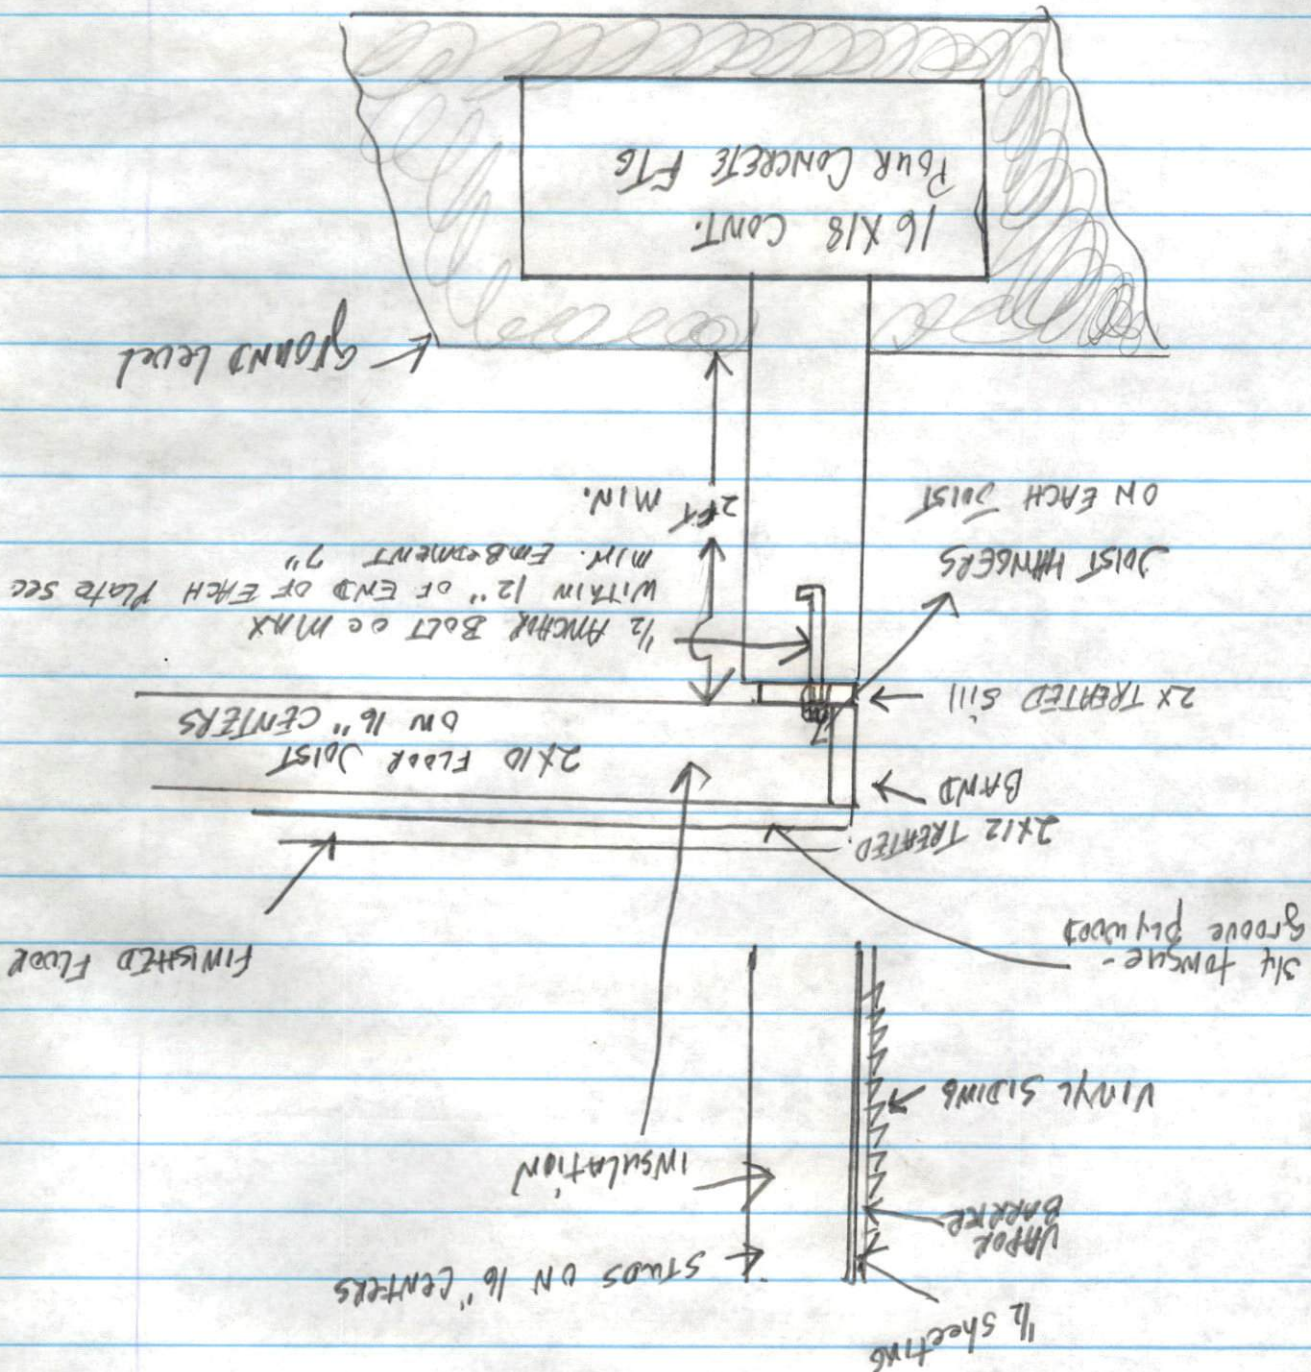 1/2 sheeting
VAPOR
BARRIER
STUDS ON 16" CENTERS
INSULATION
VINYL SIDING
3/4 tongue-
groove plywood
FINISHED FLOOR
2X12 TREATED
BAND
2X10 FLOOR JOIST
ON 16" CENTERS
2X TREATED Sill
1/2 ANCHOR BOLT OC MAX
WITHIN 12" OF END OF EACH Plate sec
MIN. EMBEDMENT 7"
JOIST HANGERS
ON EACH JOIST
2 FT
MIN.
GROUND LEVEL
16 X18 CONT.
POUR CONCRETE FTG